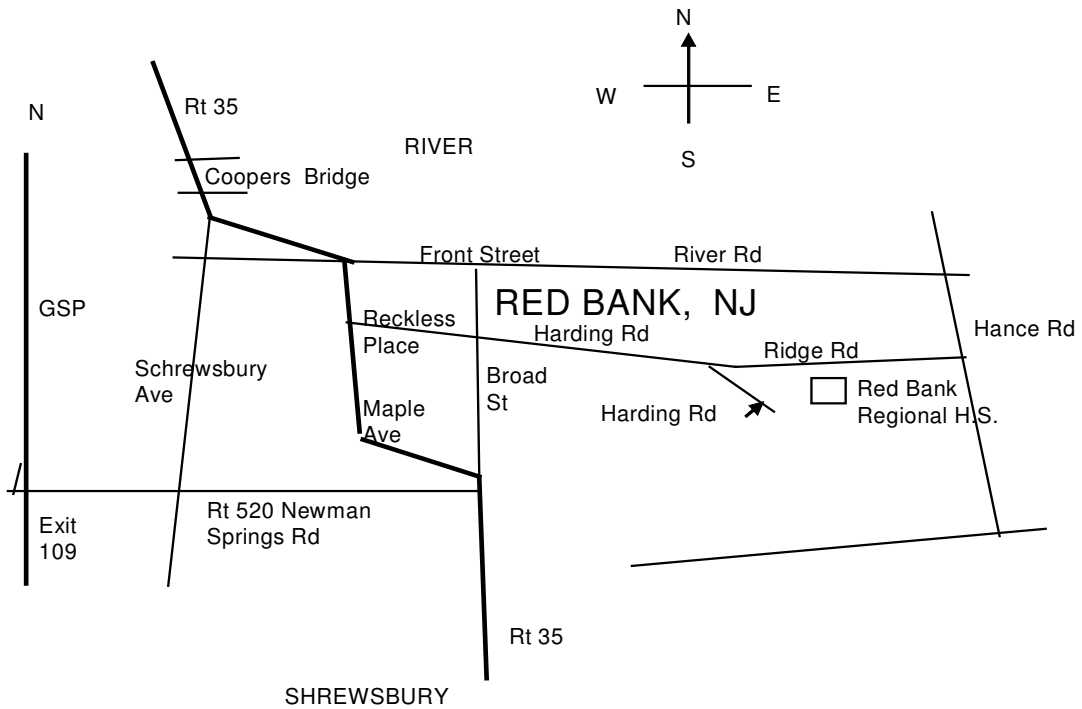 N
W
E
S
N
Rt 35
RIVER
Coopers Bridge
Front Street
River Rd
GSP
RED BANK, NJ
Reckless
Place
Harding Rd
Hance Rd
Ridge Rd
Schrewsbury
Ave
Broad
St
Red Bank
Regional H.S.
Maple
Ave
Harding Rd
Exit
109
Rt 520 Newman
Springs Rd
Rt 35
SHREWSBURY